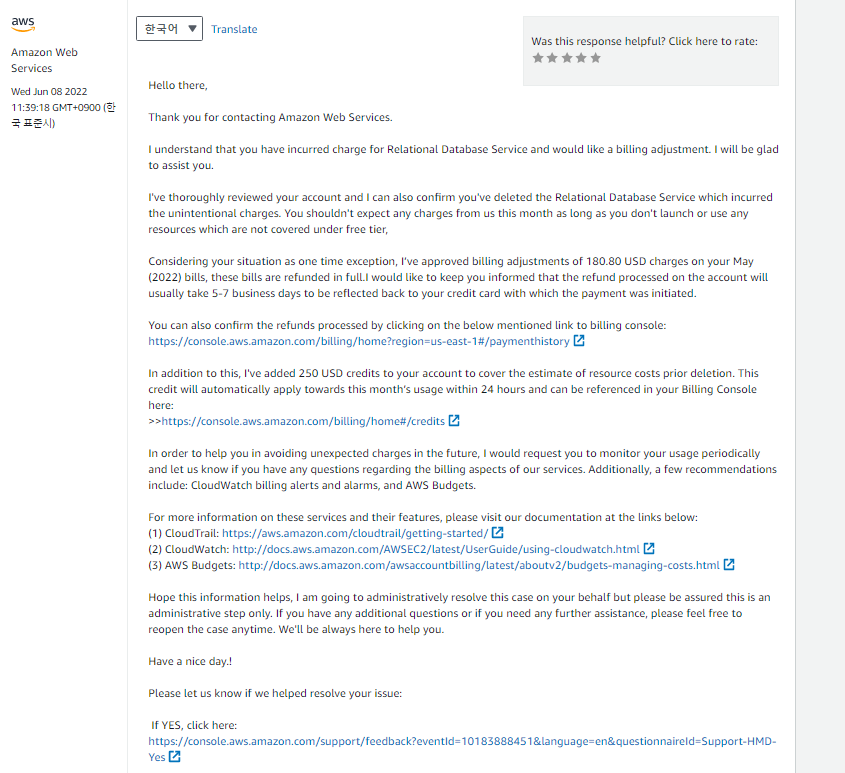 aws
Amazon Web
Services
Wed Jun 08 2022
11:39:18 GMT+0900 (한
국 표준시)
한국어 ▼ Translate
Was this response helpful? Click here to rate:
★★★★★
Hello there,
Thank you for contacting Amazon Web Services.
I understand that you have incurred charge for Relational Database Service and would like a billing adjustment. I will be glad
to assist you.
I've thoroughly reviewed your account and I can also confirm you've deleted the Relational Database Service which incurred
the unintentional charges. You shouldn't expect any charges from us this month as long as you don't launch or use any
resources which are not covered under free tier,
Considering your situation as one time exception, I've approved billing adjustments of 180.80 USD charges on your May
(2022) bills, these bills are refunded in full.I would like to keep you informed that the refund processed on the account will
usually take 5-7 business days to be reflected back to your credit card with which the payment was initiated.
You can also confirm the refunds processed by clicking on the below mentioned link to billing console:
https://console.aws.amazon.com/billing/home?region=us-east-1#/paymenthistory
In addition to this, I've added 250 USD credits to your account to cover the estimate of resource costs prior deletion. This
credit will automatically apply towards this month's usage within 24 hours and can be referenced in your Billing Console
here:
>>https://console.aws.amazon.com/billing/home#/credits
In order to help you in avoiding unexpected charges in the future, I would request you to monitor your usage periodically
and let us know if you have any questions regarding the billing aspects of our services. Additionally, a few recommendations
include: CloudWatch billing alerts and alarms, and AWS Budgets.
For more information on these services and their features, please visit our documentation at the links below:
(1) CloudTrail: https://aws.amazon.com/cloudtrail/getting-started/
(2) CloudWatch: http://docs.aws.amazon.com/AWSEC2/latest/UserGuide/using-cloudwatch.html
(3) AWS Budgets: http://docs.aws.amazon.com/awsaccountbilling/latest/aboutv2/budgets-managing-costs.html
Hope this information helps, I am going to administratively resolve this case on your behalf but please be assured this is an
administrative step only. If you have any additional questions or if you need any further assistance, please feel free to
reopen the case anytime. We'll be always here to help you.
Have a nice day.!
Please let us know if we helped resolve your issue:
If YES, click here:
https://console.aws.amazon.com/support/feedback?eventId=10183888451&language=en&questionnaireId=Support-HMD-
Yes